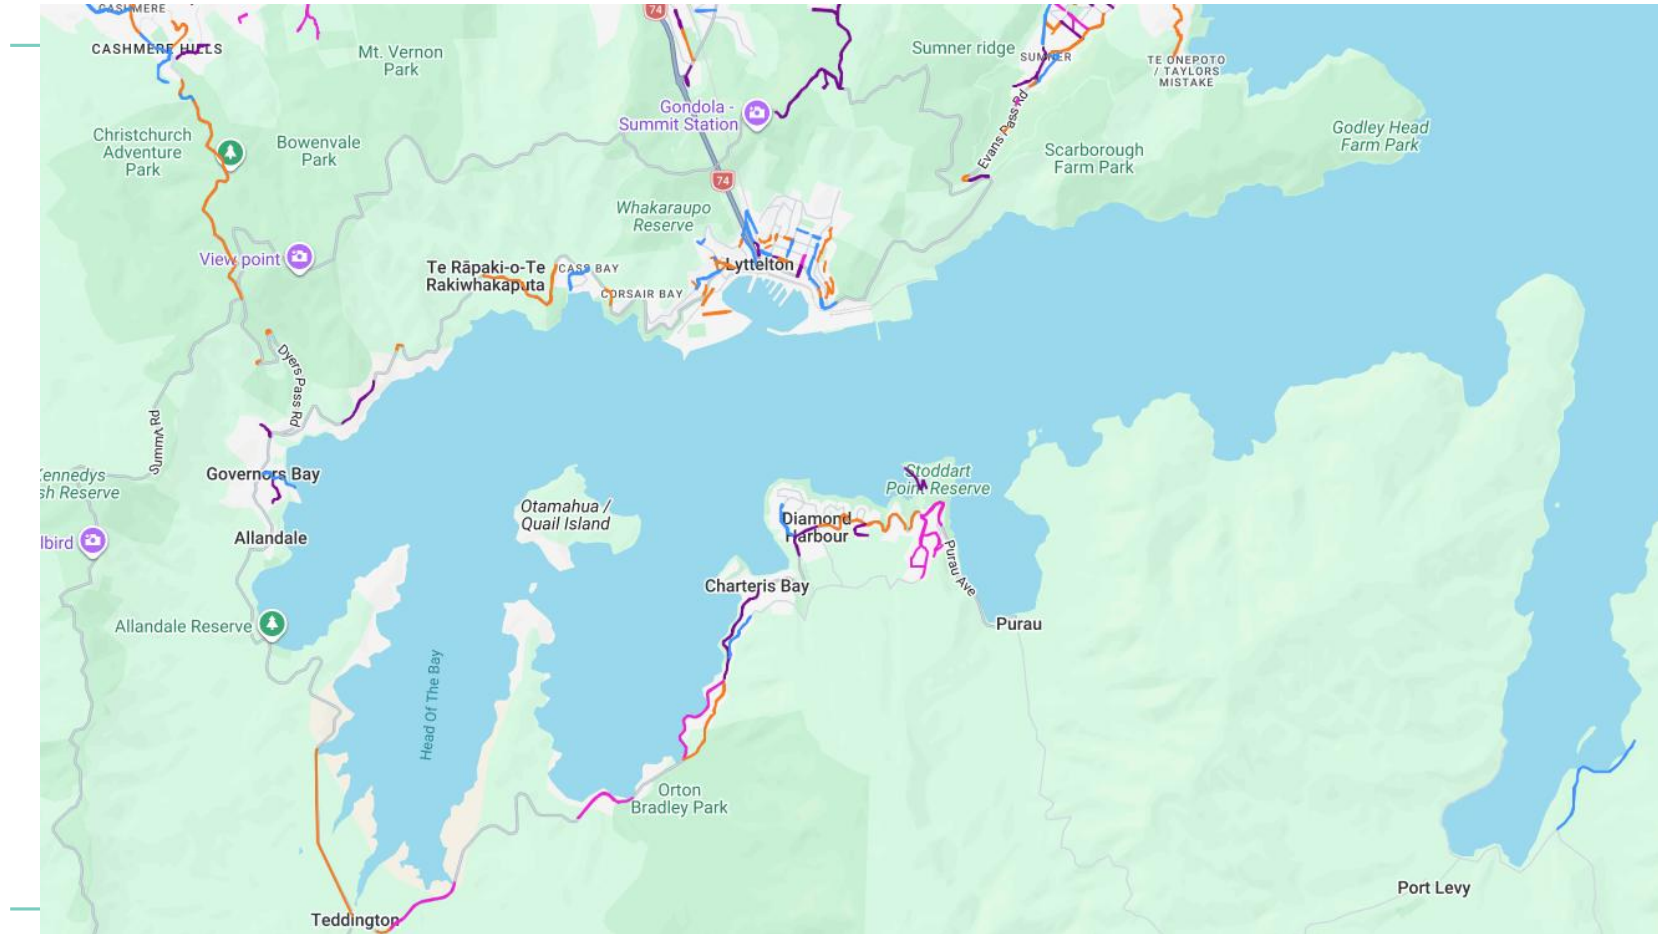 CASHMERE
CASHMERE HILLS
Mt. Vernon
Park
74
Sumner ridge
SUMNER
TE ONEPOTO
/ TAYLORS
MISTAKE
Gondola -
Summit Station
Evans Pass Rd
Christchurch
Adventure
Park
Bowenvale
Park
Godley Head
Farm Park
Scarborough
Farm Park
74
Whakaraupo
Reserve
View point
Te Rāpaki-o-Te
Rakiwhakaputa
CASS BAY
CORSAIR BAY
Lyttelton
Dyers Pass Rd
Summit Rd
Governors Bay
Kennedys
sh Reserve
Otamahua /
Quail Island
Stoddart
Point Reserve
Diamond
Harbour
lbird
Allandale
Purau Ave
Charteris Bay
Allandale Reserve
Purau
Head Of The Bay
Orton
Bradley Park
Port Levy
Teddington